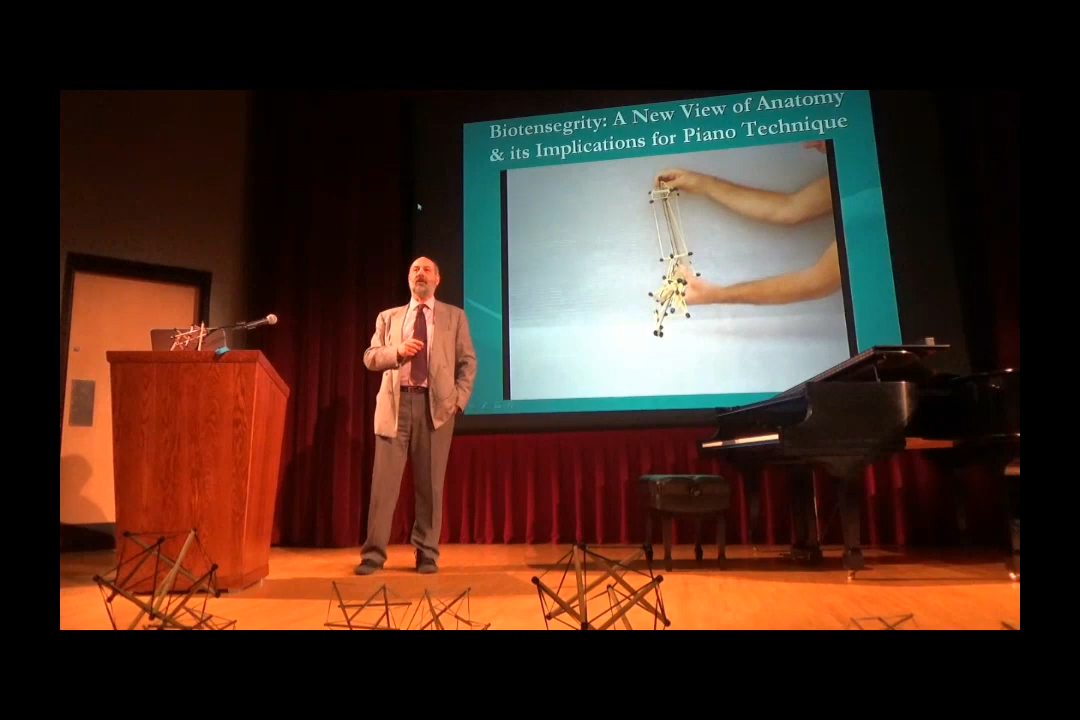 Biotensegrity: A New View of Anatomy
& its Implications for Piano Technique